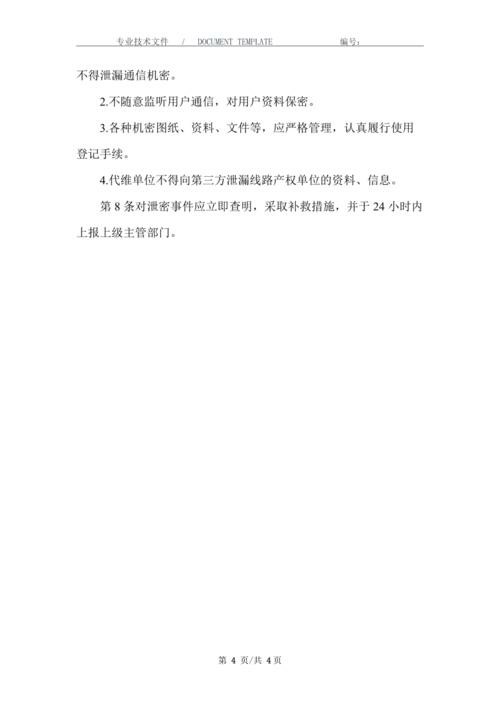 专业技术文件 / DOCUMENT TEMPLATE 编号：
不得泄漏通信机密。
2.不随意监听用户通信，对用户资料保密。
3.各种机密图纸、资料、文件等，应严格管理，认真履行使用
登记手续。
4.代维单位不得向第三方泄漏线路产权单位的资料、信息。
第 8 条对泄密事件应立即查明，采取补救措施，并于 24 小时内
上报上级主管部门。
第 4 页/共 4 页